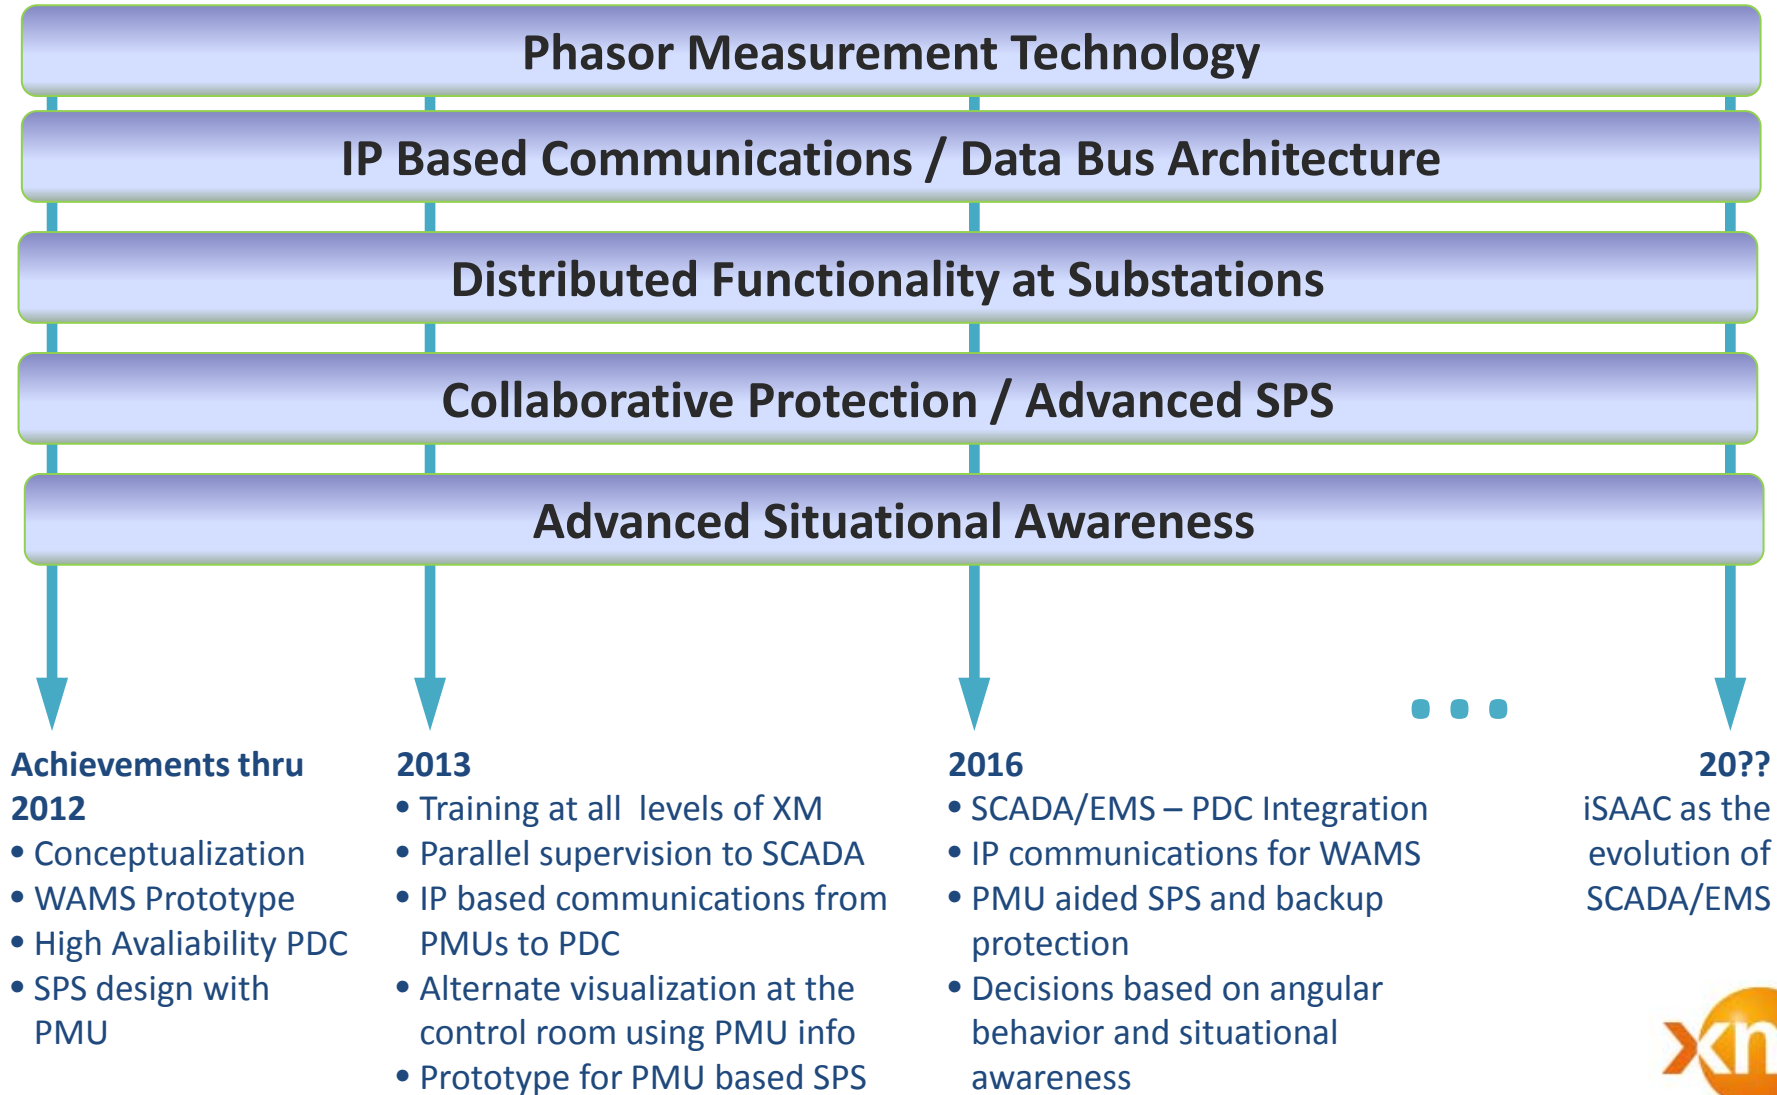 Phasor Measurement Technology
IP Based Communications / Data Bus Architecture
Distributed Functionality at Substations
Collaborative Protection / Advanced SPS
Advanced Situational Awareness
...
Achievements thru
2012
• Conceptualization
• WAMS Prototype
• High Avaliability PDC
• SPS design with
PMU
2013
• Training at all levels of XM
• Parallel supervision to SCADA
• IP based communications from
PMUs to PDC
• Alternate visualization at the
control room using PMU info
• Prototype for PMU based SPS
2016
• SCADA/EMS – PDC Integration
• IP communications for WAMS
• PMU aided SPS and backup
protection
• Decisions based on angular
behavior and situational
awareness
20??
iSAAC as the
evolution of
SCADA/EMS
xm